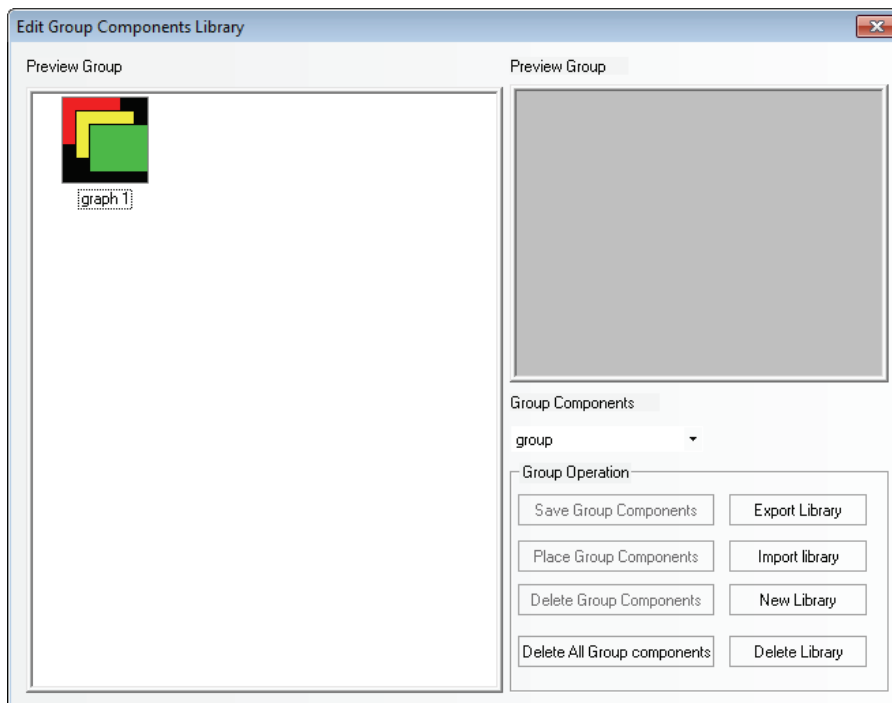 Edit Group Components Library
Preview Group
graph 1
Preview Group
Group Components
group
Group Operation
Save Group Components
Export Library
Place Group Components
Import library
Delete Group Components
New Library
Delete All Group components
Delete Library